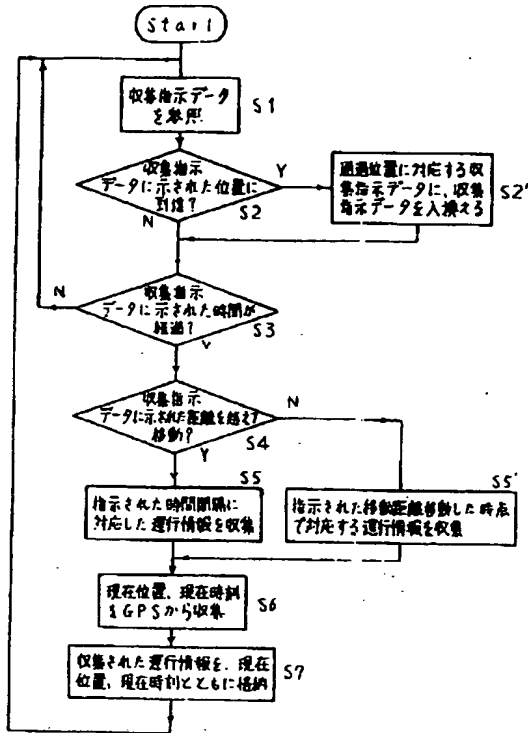 Start
収集指示データ
を参照
S1
収集指示
データに示された位置に
到達?
Y
N
S2
通過位置に対応する収
集指示データに、収集
指示データを入換える
S2'
収集指示
データに示された時間が
経過?
N
S3
Y
収集指示
データに示された距離を越えて
移動?
N
S4
Y
S5
指示された時間間隔に
対応した運行情報を収集
S5'
指示された移動距離移動した時点
で対応する運行情報を収集
現在位置、現在時刻
をGPSから収集
S6
収集された運行情報を、現在
位置、現在時刻とともに格納
S7